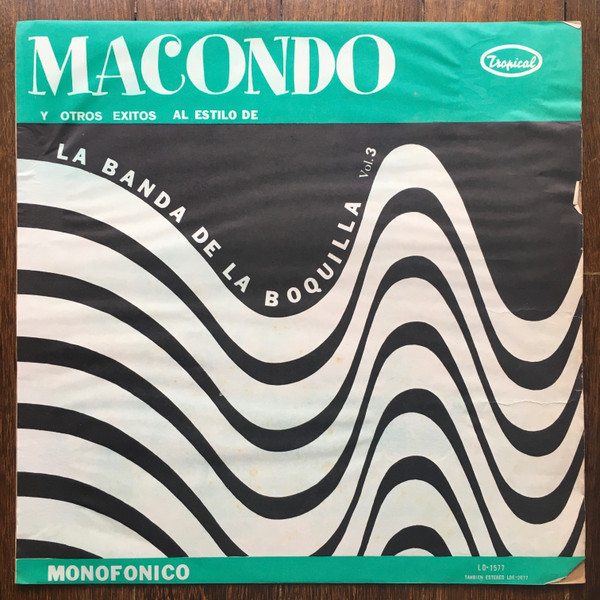 MACONDO
Tropical
Y OTROS EXITOS AL ESTILO DE
LA BANDA DE LA BOQUILLA Vol. 3
MONOFONICO
LD-1577
TAMBIEN ESTEREO LDS-1577